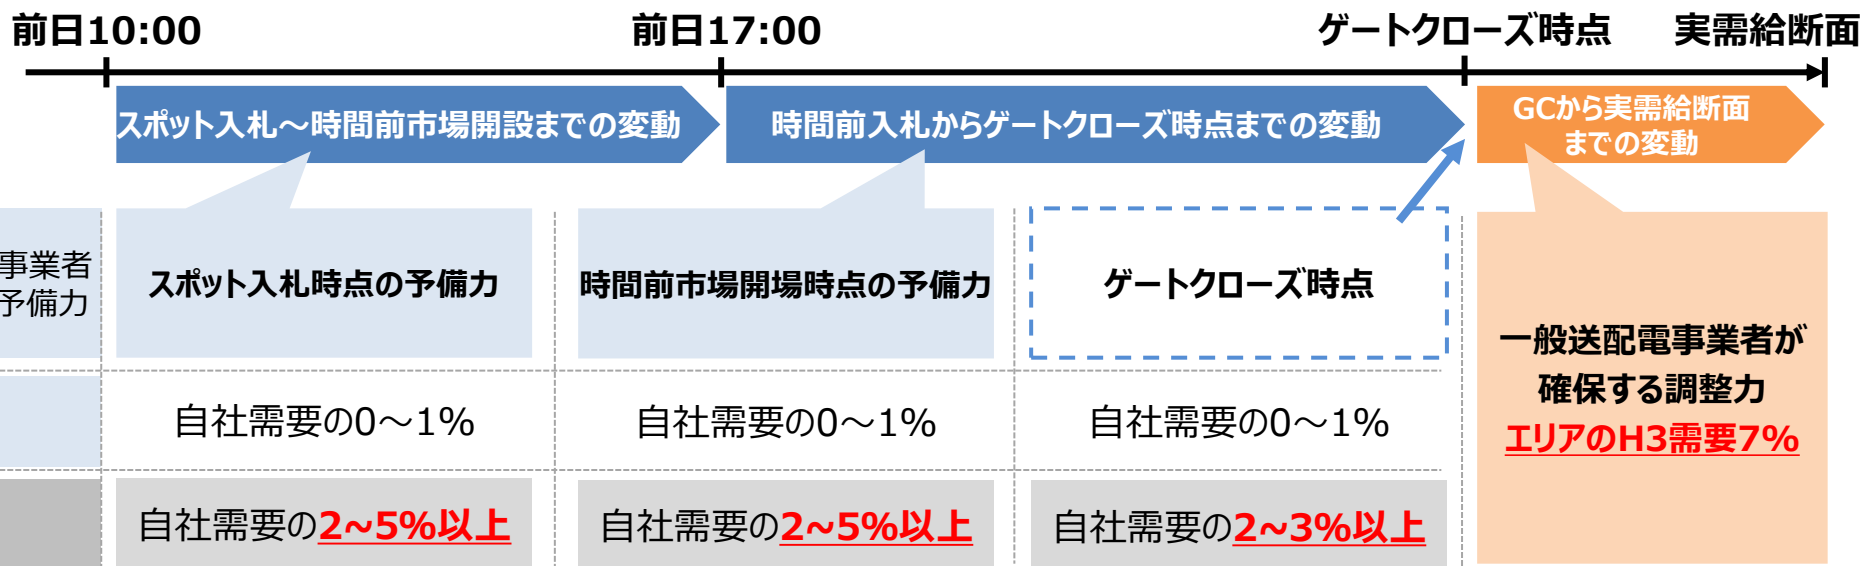 前日10:00
前日17:00
ゲートクローズ時点
実需給断面
スポット入札～時間前市場開設までの変動
時間前入札からゲートクローズ時点までの変動
GCから実需給断面
までの変動
事業者
予備力
スポット入札時点の予備力
時間前市場開場時点の予備力
ゲートクローズ時点
一般送配電事業者が
確保する調整力
エリアのH3需要7%
自社需要の0～1%
自社需要の0～1%
自社需要の0～1%
自社需要の2~5%以上
自社需要の2~5%以上
自社需要の2~3%以上